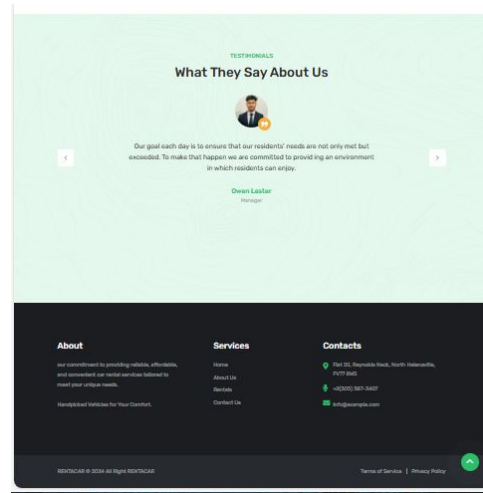 TESTIMONIALS
What They Say About Us
Our goal each day is to ensure that our residents' needs are not only met but
exceeded. To make that happen we are committed to providing an environment
in which residents can enjoy.
Owen Lester
Manager
About
our commitment to providing reliable, affordable,
and convenient car rental services tailored to
meet your unique needs.
Handpicked Vehicles for Your Comfort.
Services
Home
About Us
Rentals
Contact Us
Contacts
Flat 20, Reynolds Neck, North Helenaville,
FV77 8WS
+2(305) 587-3407
info@example.com
RENTACAR © 2024 All Right RENTACAR
Terms of Service | Privacy Policy